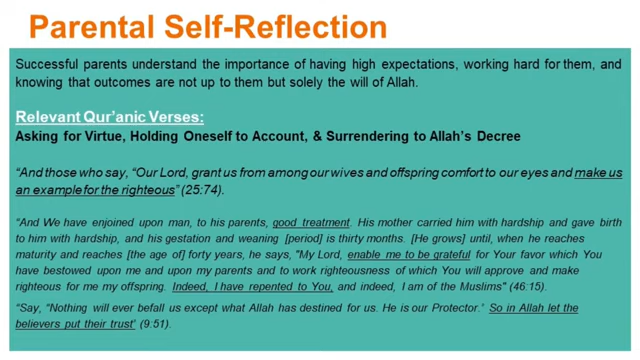 Parental Self-Reflection
Successful parents understand the importance of having high expectations, working hard for them, and
knowing that outcomes are not up to them but solely the will of Allah.
Relevant Qur'anic Verses:
Asking for Virtue, Holding Oneself to Account, & Surrendering to Allah's Decree
"And those who say, "Our Lord, grant us from among our wives and offspring comfort to our eyes and make us
an example for the righteous" (25:74).
"And We have enjoined upon man, to his parents, good treatment. His mother carried him with hardship and gave birth
to him with hardship, and his gestation and weaning [period] is thirty months. [He grows] until, when he reaches
maturity and reaches [the age of] forty years, he says, "My Lord, enable me to be grateful for Your favor which You
have bestowed upon me and upon my parents and to work righteousness of which You will approve and make
righteous for me my offspring. Indeed, I have repented to You, and indeed, I am of the Muslims" (46:15).
"Say, "Nothing will ever befall us except what Allah has destined for us. He is our Protector." So in Allah let the
believers put their trust" (9:51).